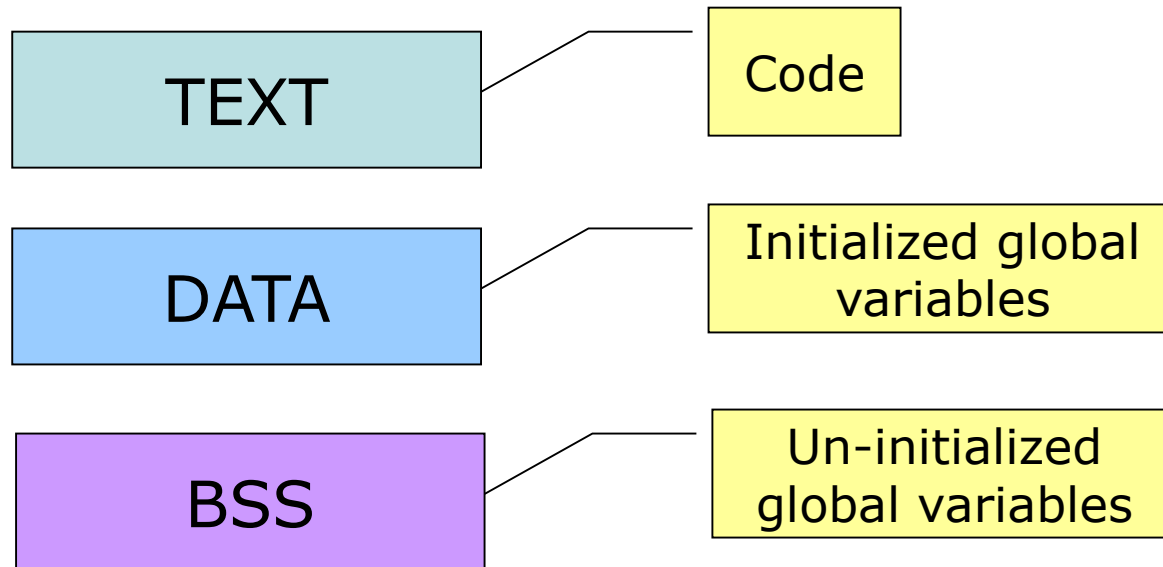 TEXT
Code
DATA
Initialized global
variables
BSS
Un-initialized
global variables